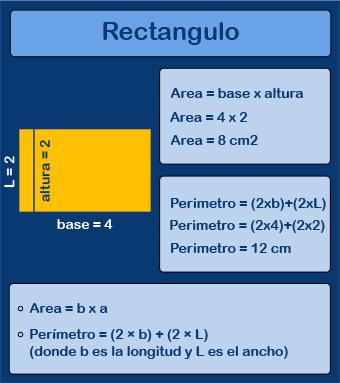 Rectangulo
Area = base x altura
Area = 4 x 2
Area = 8 cm2
L = 2
altura = 2
base = 4
Perimetro = (2xb)+(2xL)
Perimetro = (2x4)+(2x2)
Perimetro = 12 cm
Area = b x a
Perímetro = (2 × b) + (2 × L)
(donde b es la longitud y L es el ancho)